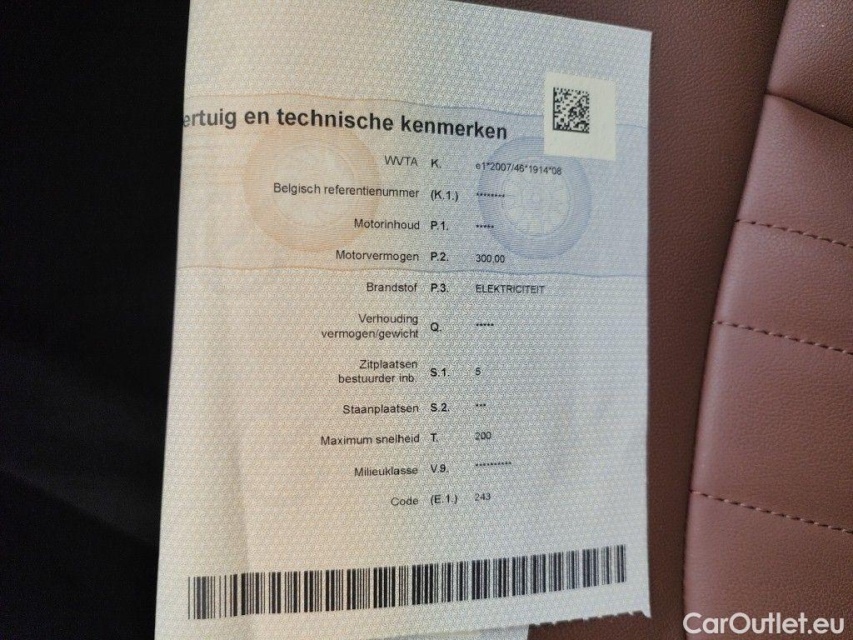 ertuig en technische kenmerken
WVTA K. e1*2007/46*1914*08
Belgisch referentienummer (K.1.) ********
Motorinhoud P.1. *****
Motorvermogen P.2. 300,00
Brandstof P.3. ELEKTRICITEIT
Verhouding
vermogen/gewicht Q. *****
Zitplaatsen
bestuurder inb. S.1. 5
Staanplaatsen S.2. ***
Maximum snelheid T. 200
Milieuklasse V.9. **********
Code (E.1.) 243
CarOutlet.eu